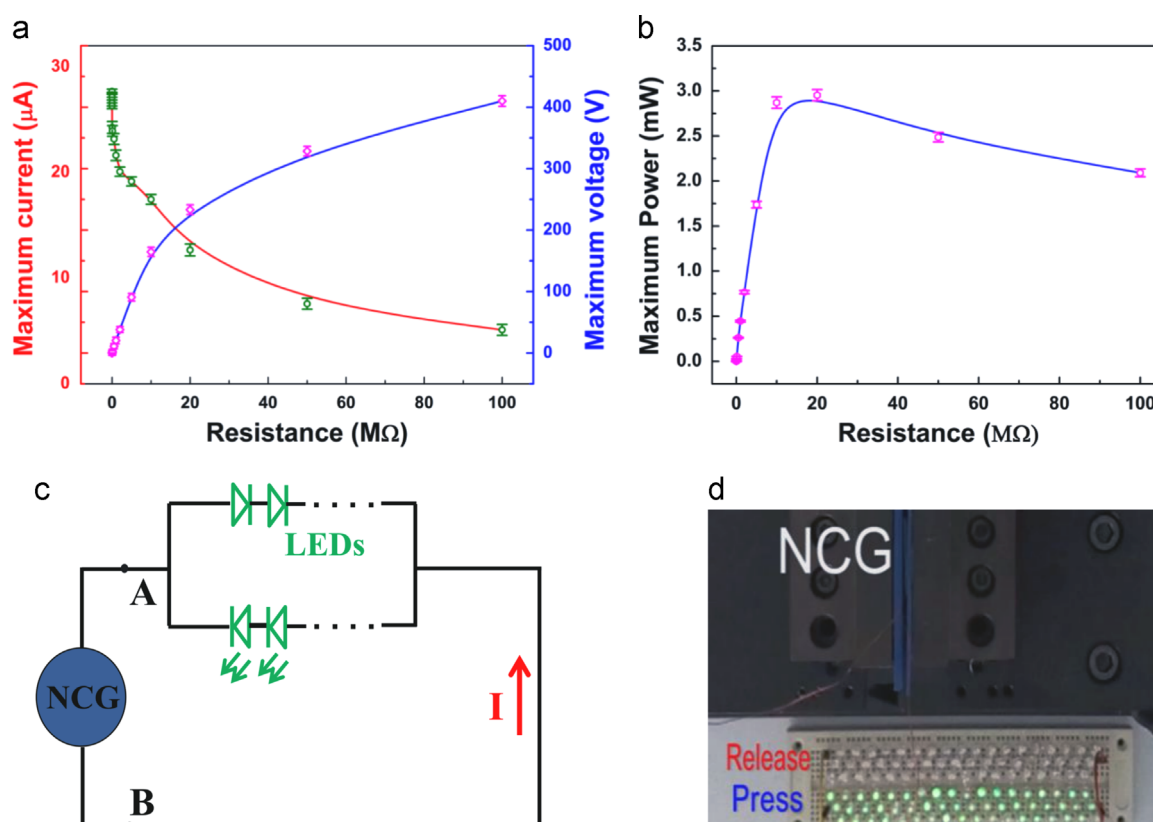 a
Maximum current (μA)
30
20
10
0
500
400
300
200
100
0
Maximum voltage (V)
0 20 40 60 80 100
Resistance (MΩ)
b
Maximum Power (mW)
3.5
3.0
2.5
2.0
1.5
1.0
0.5
0.0
0 20 40 60 80 100
Resistance (MΩ)
c
LEDs
A
NCG
I
B
d
NCG
Release
Press